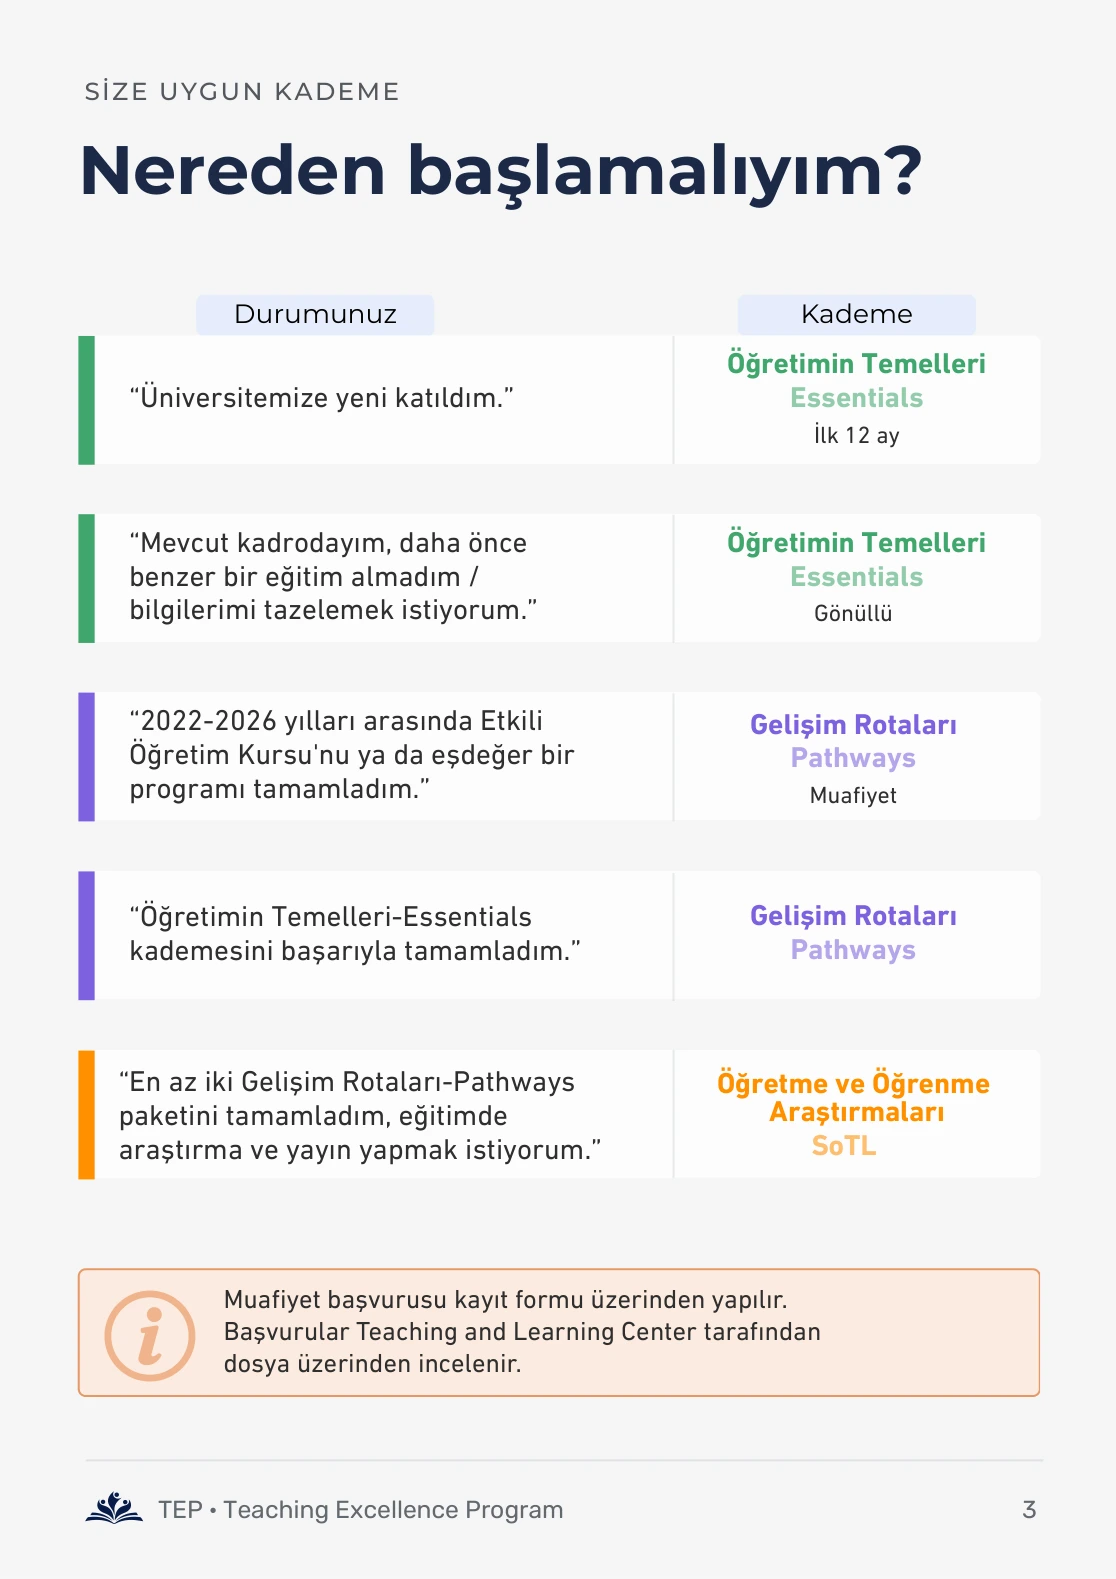 SİZE UYGUN KADEME
Nereden başlamalıyım?
Durumunuz
Kademe
“Üniversitemize yeni katıldım.”
Öğretimin Temelleri
Essentials
İlk 12 ay
“Mevcut kadrodayım, daha önce
benzer bir eğitim almadım /
bilgilerimi tazelemek istiyorum.”
Öğretimin Temelleri
Essentials
Gönüllü
“2022-2026 yılları arasında Etkili
Öğretim Kursu'nu ya da eşdeğer bir
programı tamamladım.”
Gelişim Rotaları
Pathways
Muafiyet
“Öğretimin Temelleri-Essentials
kademesini başarıyla tamamladım.”
Gelişim Rotaları
Pathways
“En az iki Gelişim Rotaları-Pathways
paketini tamamladım, eğitimde
araştırma ve yayın yapmak istiyorum.”
Öğretme ve Öğrenme
Araştırmaları
SoTL
Muafiyet başvurusu kayıt formu üzerinden yapılır.
Başvurular Teaching and Learning Center tarafından
dosya üzerinden incelenir.
TEP • Teaching Excellence Program
3